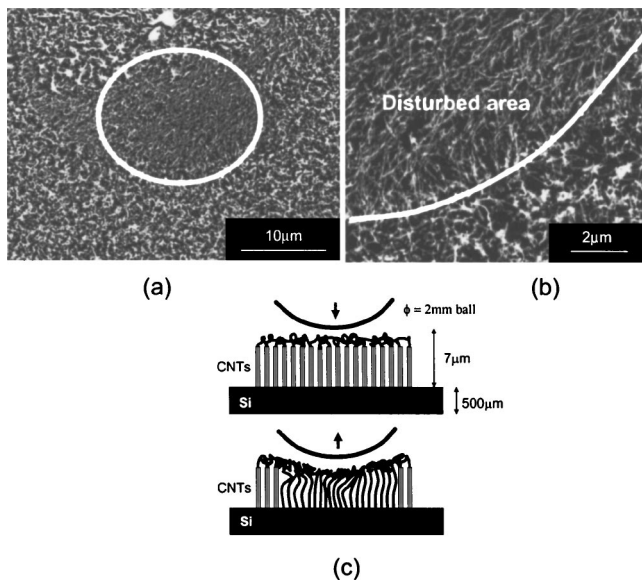 Disturbed area
10μm
2μm
(a)
(b)
ϕ = 2mm ball
CNTs
7μm
Si
500μm
CNTs
Si
(c)